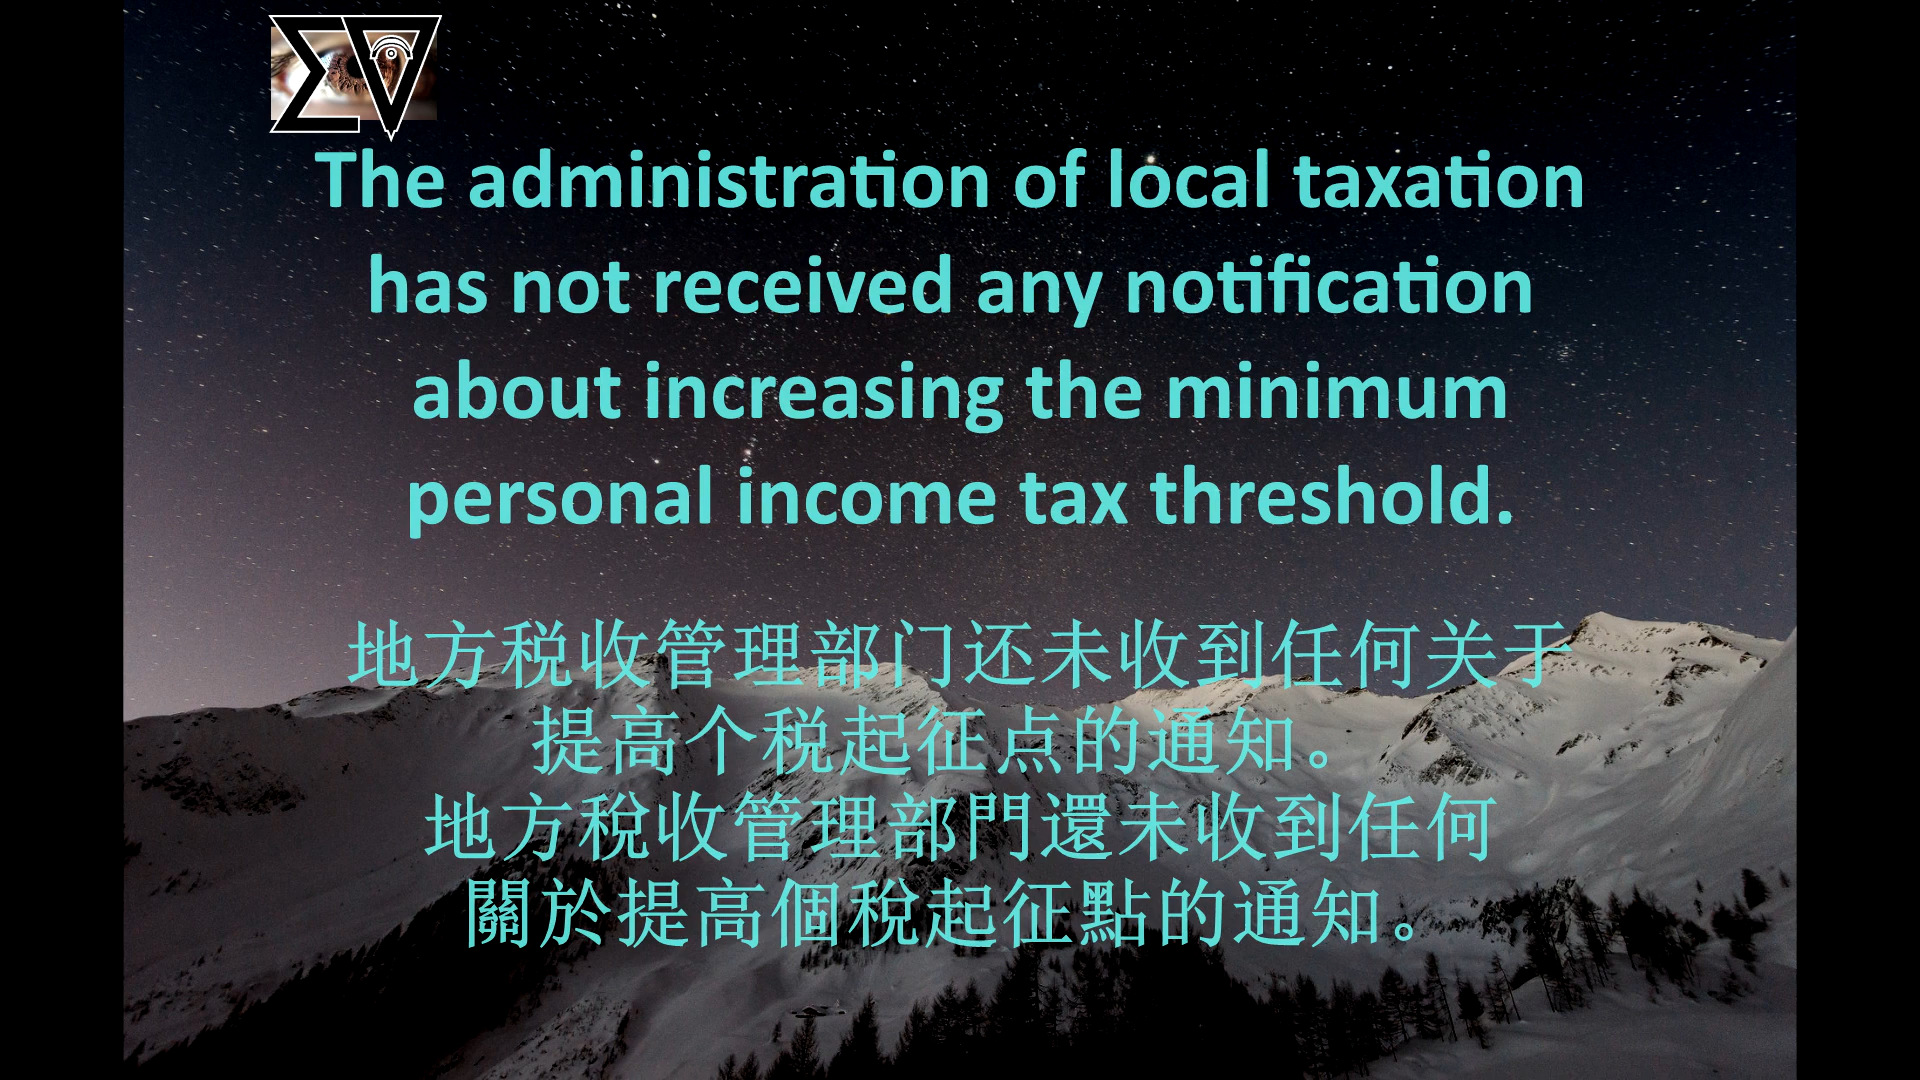 ΣV
The administration of local taxation
has not received any notification
about increasing the minimum
personal income tax threshold.
地方税收管理部门还未收到任何关于
提高个税起征点的通知。
地方稅收管理部門還未收到任何
關於提高個稅起征點的通知。